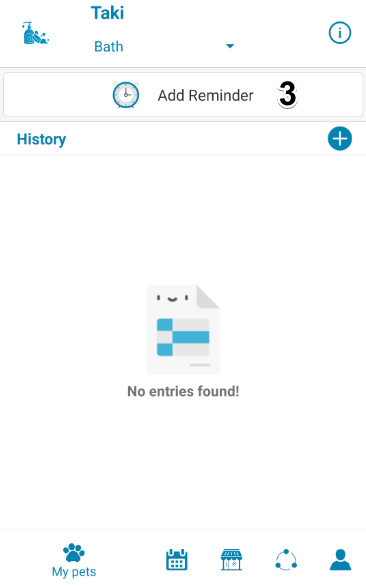 Taki
Bath
Add Reminder 3
History
No entries found!
My pets